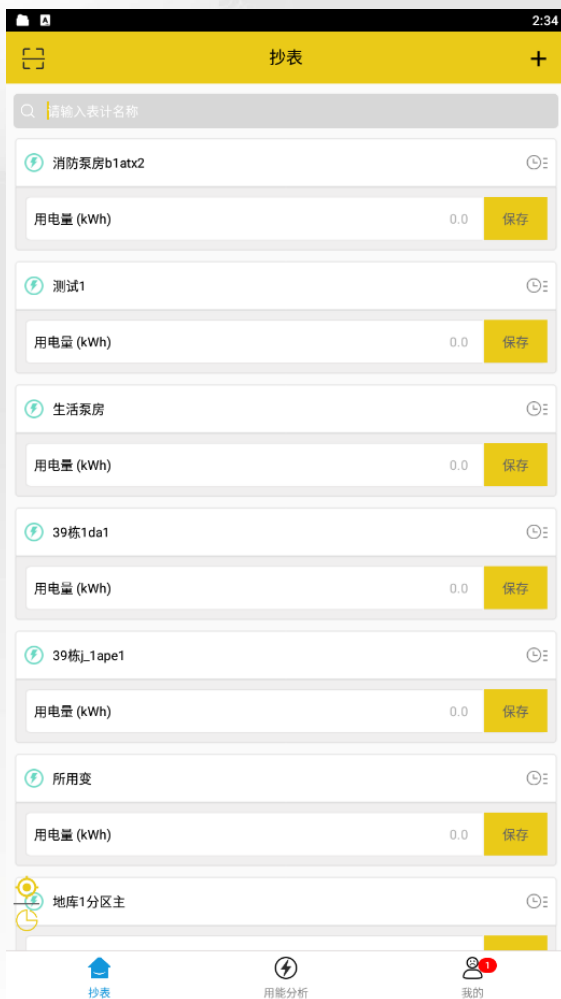 2:34
抄表
请输入表计名称
消防泵房b1atx2
用电量 (kWh) 0.0 保存
测试1
用电量 (kWh) 0.0 保存
生活泵房
用电量 (kWh) 0.0 保存
39栋1da1
用电量 (kWh) 0.0 保存
39栋j_1ape1
用电量 (kWh) 0.0 保存
所用变
用电量 (kWh) 0.0 保存
地库1分区主
抄表 用能分析 我的 1